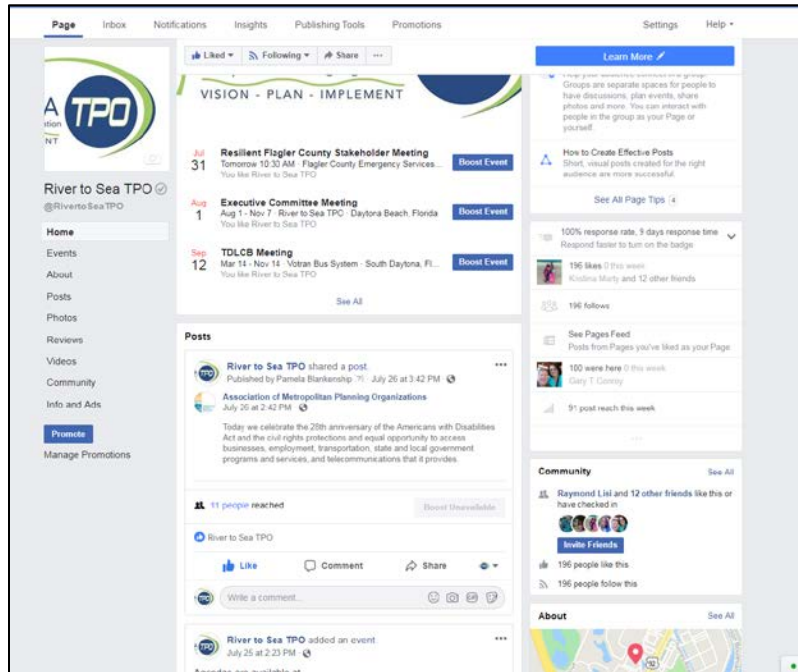 Page Inbox Notifications Insights Publishing Tools Promotions Settings Help
Liked Following Share ... Learn More
TPO
VISION - PLAN - IMPLEMENT
River to Sea TPO
@RivertoSeaTPO
Home
Events
About
Posts
Photos
Reviews
Videos
Community
Info and Ads
Promote
Manage Promotions
Jul
31
Resilient Flagler County Stakeholder Meeting
Tomorrow 10:30 AM · Flagler County Emergency Services...
You like River to Sea TPO
Boost Event
Aug
1
Executive Committee Meeting
Aug 1 - Nov 7 · River to Sea TPO · Daytona Beach, Florida
You like River to Sea TPO
Boost Event
Sep
12
TDLCB Meeting
Mar 14 - Nov 14 · Votran Bus System · South Daytona, Fl...
You like River to Sea TPO
Boost Event
See All
Posts
River to Sea TPO shared a post.
Published by Pamela Blankenship · July 26 at 3:42 PM ·
Association of Metropolitan Planning Organizations
July 26 at 2:42 PM ·
Today we celebrate the 28th anniversary of the Americans with Disabilities
Act and the civil rights protections and equal opportunity to access
businesses, employment, transportation, state and local government
programs and services, and telecommunications that it provides.
11 people reached
Boost Unavailable
River to Sea TPO
Like Comment Share
Write a comment...
River to Sea TPO added an event.
July 25 at 2:23 PM ·
Agendas are available at
Groups are separate spaces for people to
have discussions, plan events, share
photos and more. You can interact with
people in the group as your Page or
yourself.
How to Create Effective Posts
Short, visual posts created for the right
audience are more successful.
See All Page Tips 4
100% response rate, 9 days response time
Respond faster to turn on the badge
196 likes 0 this week
and 12 other friends
196 follows
See Pages Feed
Posts from Pages you've liked as your Page
100 were here 0 this week
Gary T. Conroy
91 post reach this week
Community See All
Raymond Lisi and 12 other friends like this or
have checked in
Invite Friends
196 people like this
196 people follow this
About See All
92